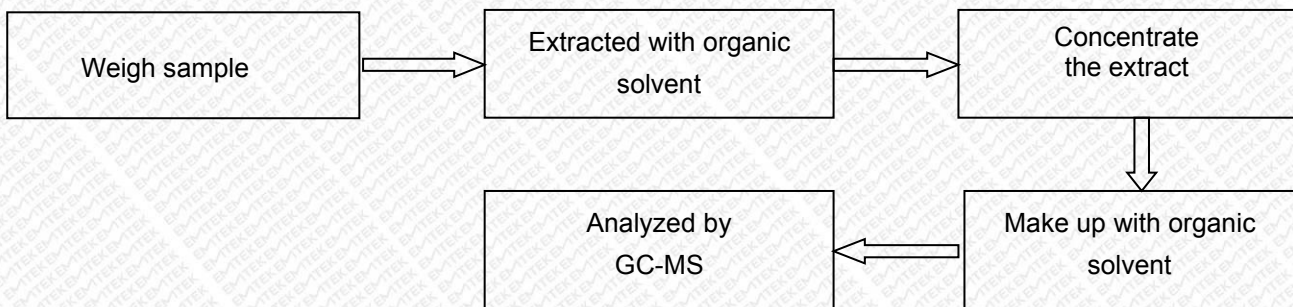 Weigh sample
Extracted with organic
solvent
Concentrate
the extract
Make up with organic
solvent
Analyzed by
GC-MS